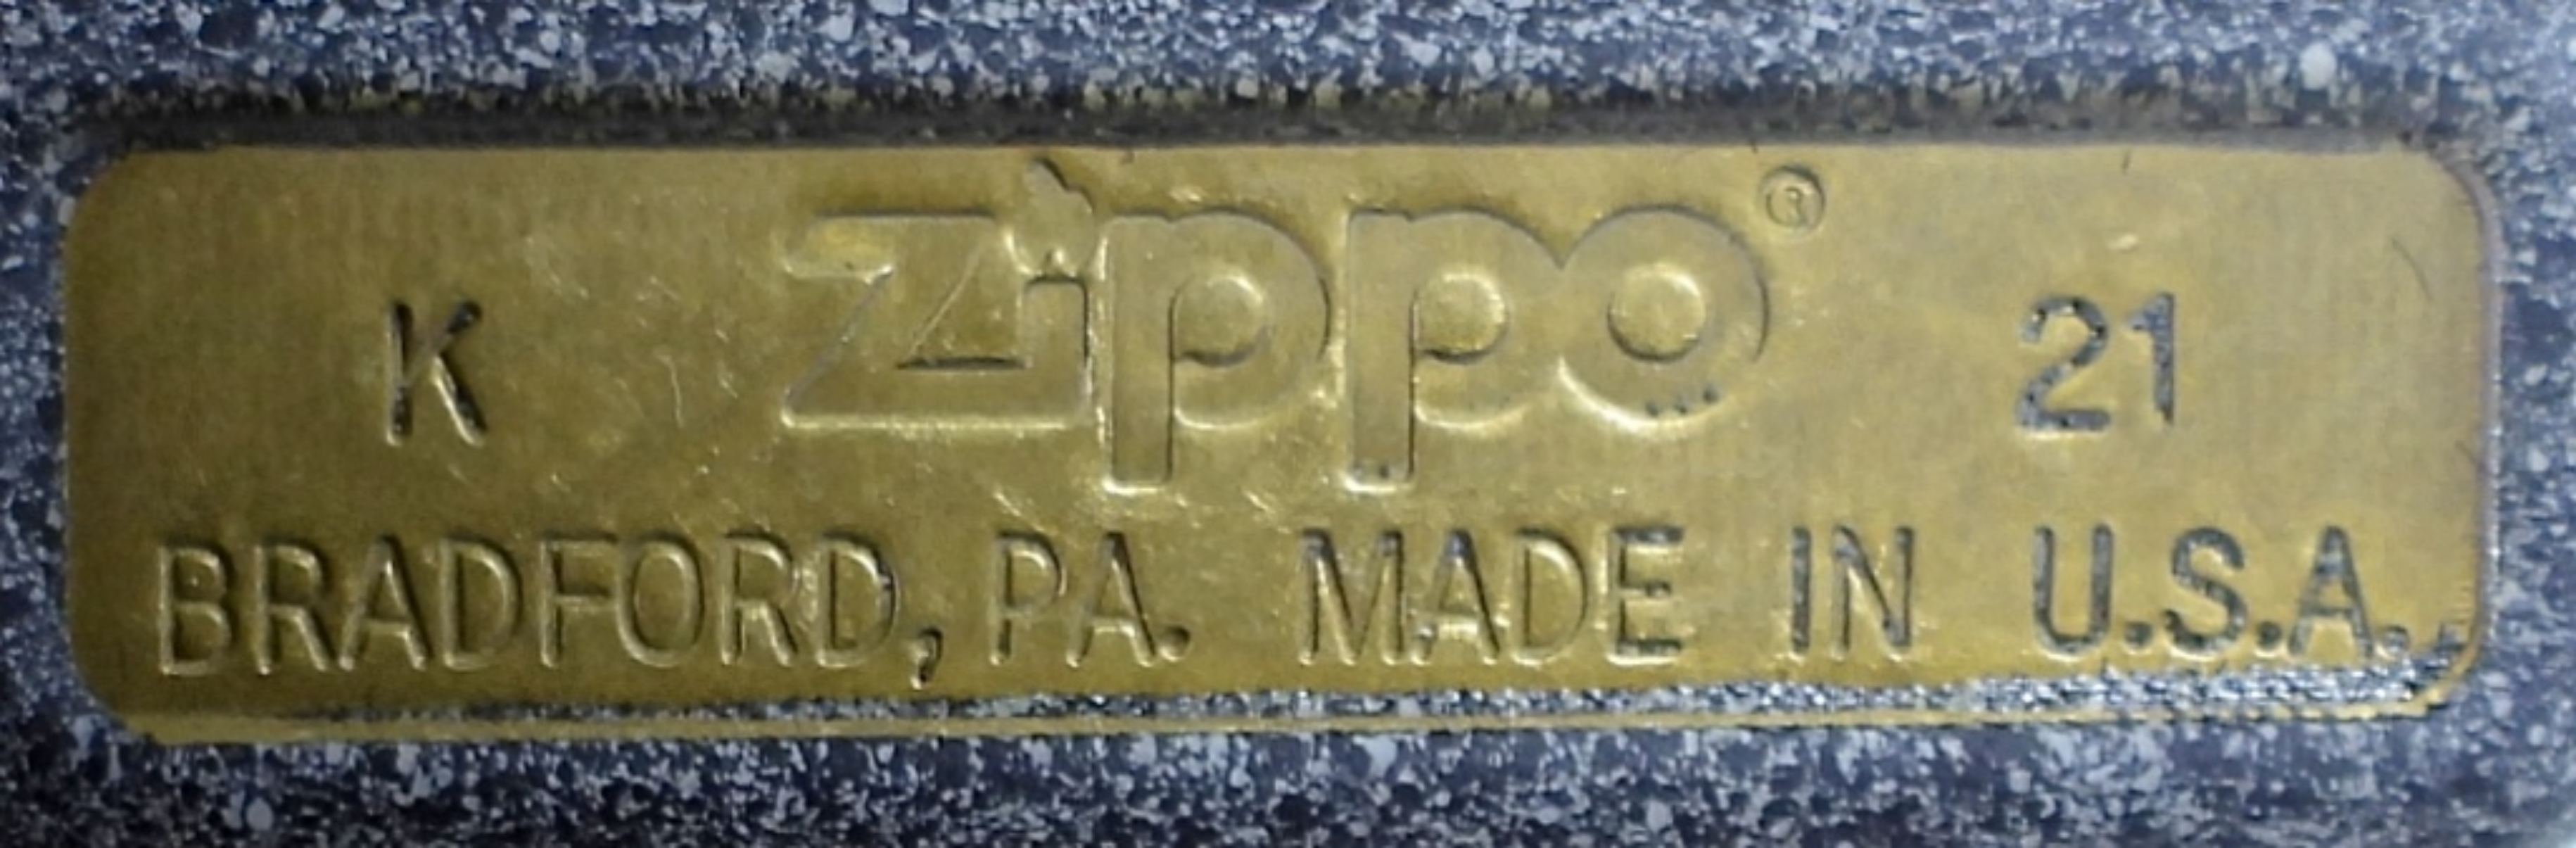 K Zippo® 21
BRADFORD, PA. MADE IN U.S.A.